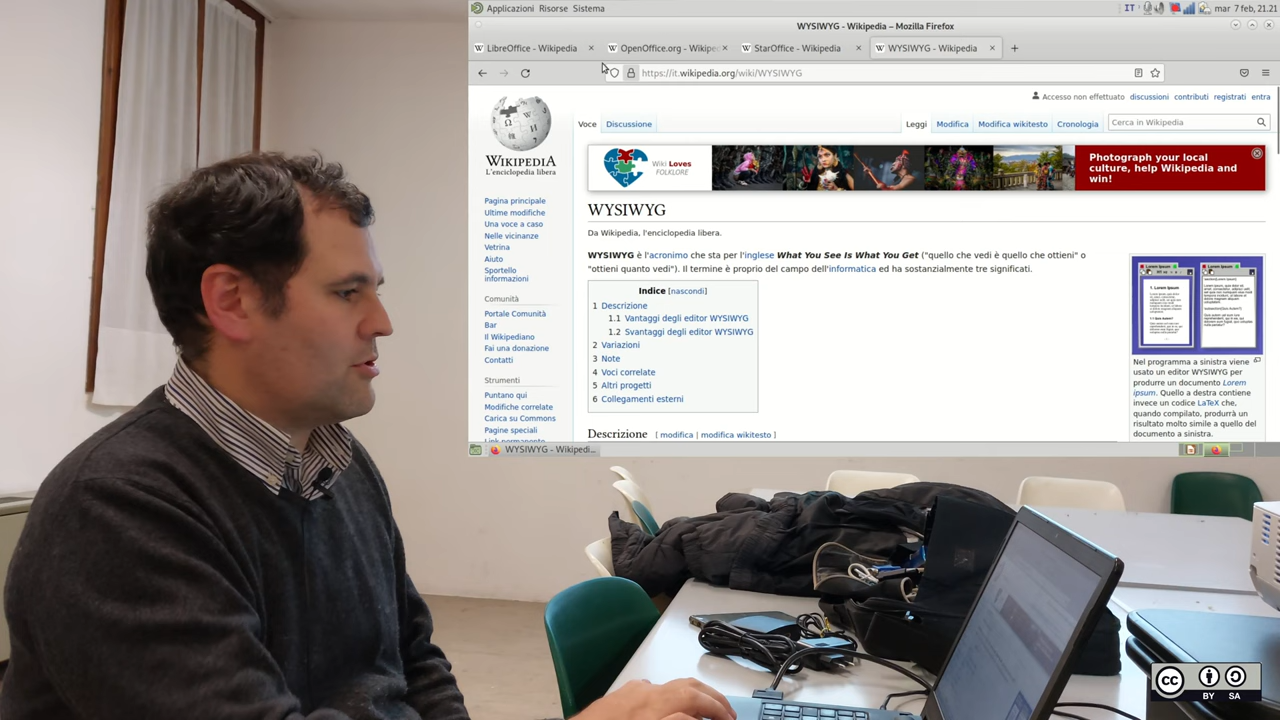 Applicazioni Risorse Sistema
IT
mar 7 feb, 21.21
WYSIWYG - Wikipedia – Mozilla Firefox
LibreOffice - Wikipedia
OpenOffice.org - Wikipe
StarOffice - Wikipedia
WYSIWYG - Wikipedia
https://it.wikipedia.org/wiki/WYSIWYG
Accesso non effettuato discussioni contributi registrati entra
WIKIPEDIA
L'enciclopedia libera
Voce Discussione
Leggi Modifica Modifica wikitesto Cronologia
Cerca in Wikipedia
Wiki Loves
FOLKLORE
Photograph your local
culture, help Wikipedia and
win!
Pagina principale
Ultime modifiche
Una voce a caso
Nelle vicinanze
Vetrina
Aiuto
Sportello
informazioni
Comunità
Portale Comunità
Bar
Il Wikipediano
Fai una donazione
Contatti
Strumenti
Puntano qui
Modifiche correlate
Carica su Commons
Pagine speciali
Link permanente
WYSIWYG
Da Wikipedia, l'enciclopedia libera.
WYSIWYG è l'acronimo che sta per l'inglese What You See Is What You Get ("quello che vedi è quello che ottieni" o
"ottieni quanto vedi"). Il termine è proprio del campo dell'informatica ed ha sostanzialmente tre significati.
Indice [nascondi]
1 Descrizione
1.1 Vantaggi degli editor WYSIWYG
1.2 Svantaggi degli editor WYSIWYG
2 Variazioni
3 Note
4 Voci correlate
5 Altri progetti
6 Collegamenti esterni
Descrizione [ modifica | modifica wikitesto ]
Nel programma a sinistra viene
usato un editor WYSIWYG per
produrre un documento Lorem
ipsum. Quello a destra contiene
invece un codice LaTeX che,
quando compilato, produrrà un
risultato molto simile a quello del
documento a sinistra.
WYSIWYG - Wikipedi...
CC BY SA